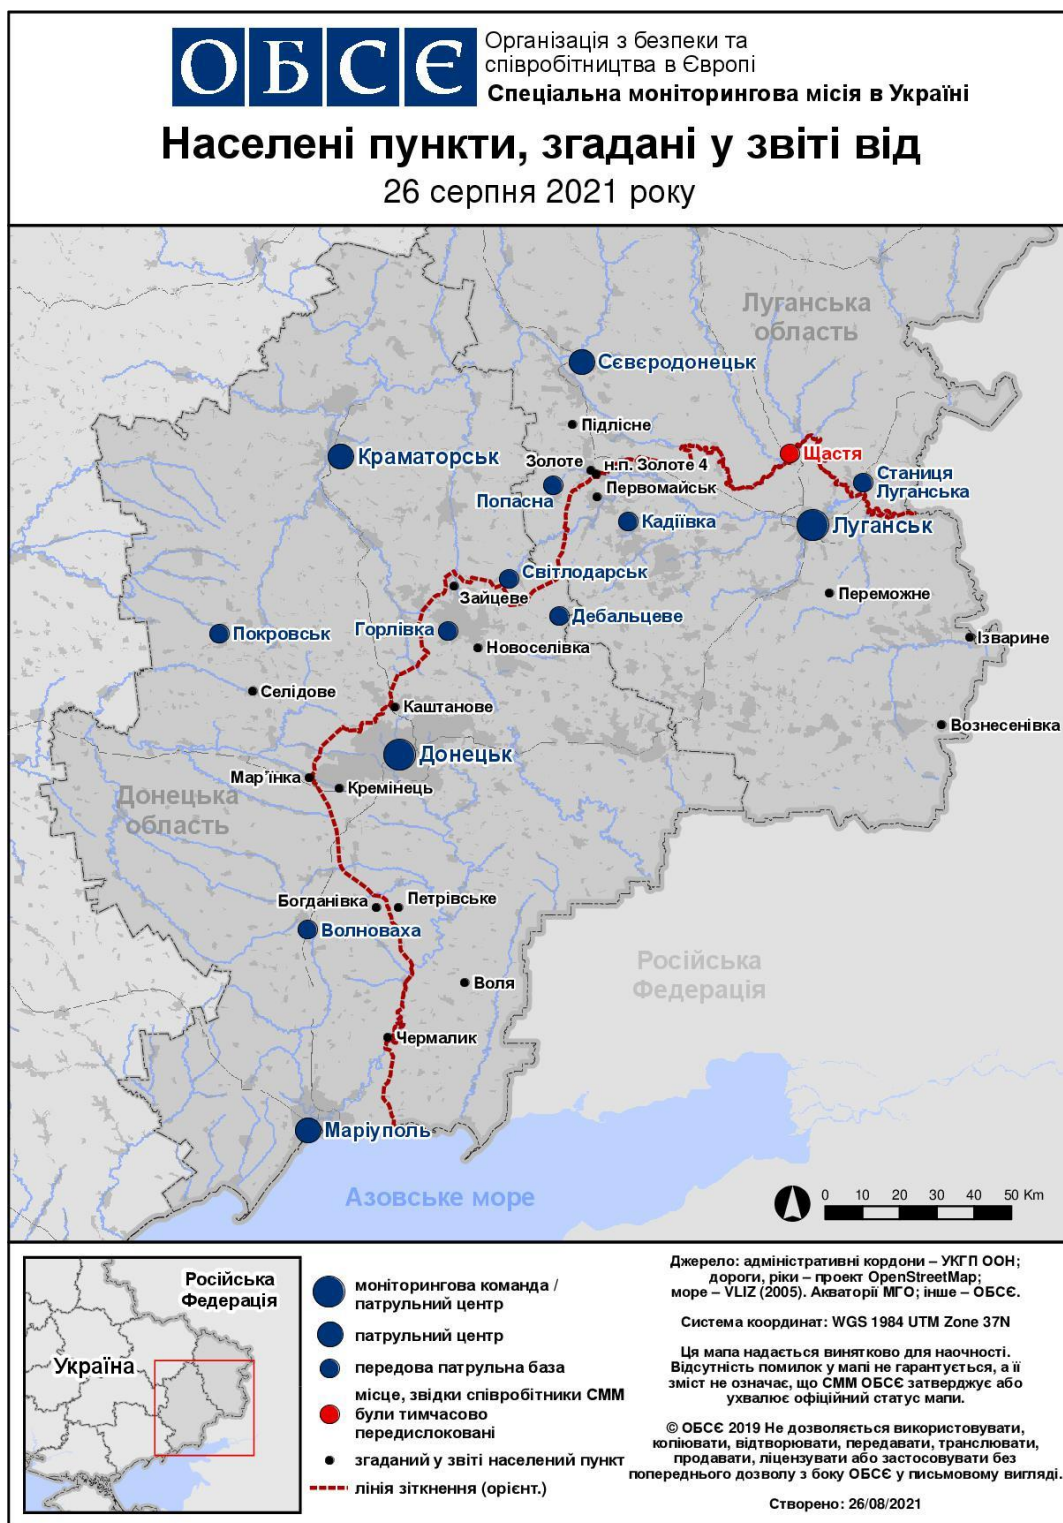 ОБСЄ
Організація з безпеки та
співробітництва в Європі
Спеціальна моніторингова місія в Україні
Населені пункти, згадані у звіті від
26 серпня 2021 року
Луганська
область
Сєвєродонецьк
Підлісне
Щастя
Краматорськ
Золоте
н.п. Золоте 4
Станиця
Луганська
Попасна
Первомайськ
Кадіївка
Луганськ
Світлодарськ
Зайцеве
Переможне
Дебальцеве
Покровськ
Горлівка
Ізварине
Новоселівка
Селідове
Каштанове
Вознесенівка
Донецьк
Мар'їнка
Кремінець
Донецька
область
Богданівка
Петрівське
Волноваха
Російська
Федерація
Воля
Чермалик
Маріуполь
Азовське море
0 10 20 30 40 50 Km
Російська
Федерація
Україна
моніторингова команда /
патрульний центр
патрульний центр
передова патрульна база
місце, звідки співробітники СММ
були тимчасово
передислоковані
згаданий у звіті населений пункт
лінія зіткнення (орієнт.)
Джерело: адміністративні кордони – УКГП ООН;
дороги, ріки – проект OpenStreetMap;
море – VLIZ (2005). Акваторії МГО; інше – ОБСЄ.
Система координат: WGS 1984 UTM Zone 37N
Ця мапа надається винятково для наочності.
Відсутність помилок у мапі не гарантується, а її
зміст не означає, що СММ ОБСЄ затверджує або
ухвалює офіційний статус мапи.
© ОБСЄ 2019 Не дозволяється використовувати,
копіювати, відтворювати, передавати, транслювати,
продавати, ліцензувати або застосовувати без
попереднього дозволу з боку ОБСЄ у письмовому вигляді.
Створено: 26/08/2021